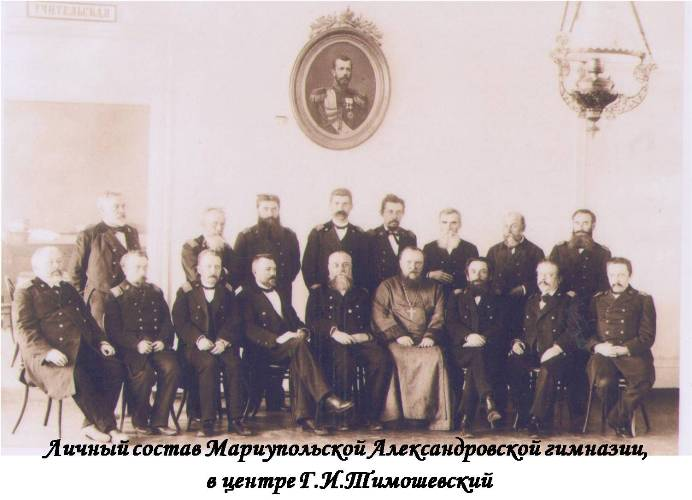 УЧИТЕЛЬСКАЯ
Личный состав Мариупольской Александровской гимназии,
в центре Г.И.Тимошевский